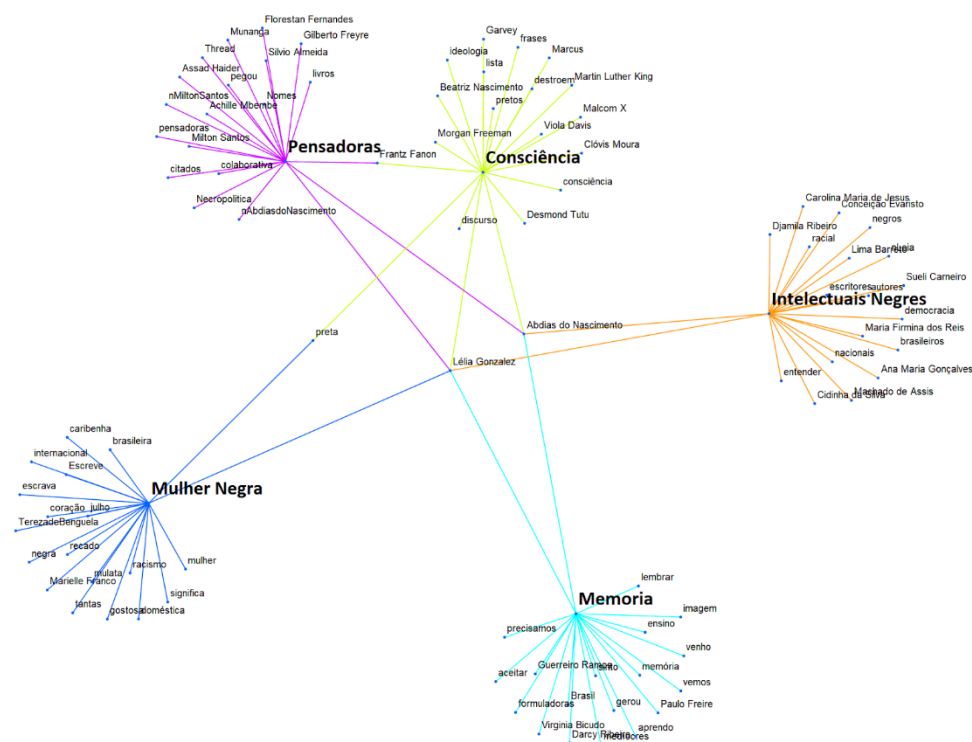 Florestan Fernandes
Munanga
Gilberto Freyre
Thread
Silvio Almeida
Assad Haider
pegou
livros
nMiltonSantos
Nomes
Achille Mbembe
pensadoras
Milton Santos
Pensadoras
Frantz Fanon
citados
colaborativa
Necropolitica
nAbdiasdoNascimento
Garvey
frases
ideologia
lista
Marcus
Beatriz Nascimento
destroem
Martin Luther King
pretos
Malcom X
Morgan Freeman
Viola Davis
Clóvis Moura
Consciência
consciência
discurso
Desmond Tutu
Carolina Maria de Jesus
Conceição Evaristo
Djamila Ribeiro
negros
racial
Lima Barreto
Sueli Carneiro
escritores
autores
Intelectuais Negres
democracia
Maria Firmina dos Reis
brasileiros
nacionais
entender
Ana Maria Gonçalves
Machado de Assis
Cidinha da Silva
Abdias do Nascimento
preta
Lélia Gonzalez
caribenha
brasileira
internacional
Escreve
Mulher Negra
escrava
coração
julho
TerezadeBenguela
negra
recado
mulata
racismo
mulher
Marielle Franco
significa
tantas
gostosa
doméstica
lembrar
Memoria
imagem
precisamos
ensino
venho
aceitar
Guerreiro Ramos
memória
vemos
Brasil
formuladoras
gerou
Paulo Freire
Virginia Bicudo
Darcy Ribeiro
aprendo